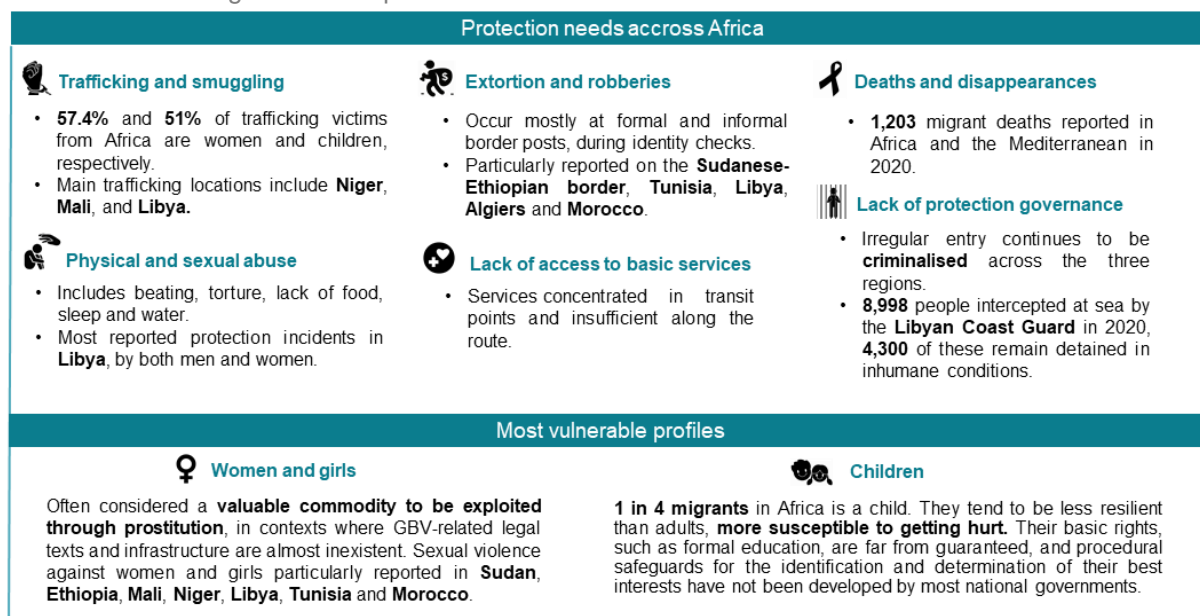 Protection needs accross Africa
Trafficking and smuggling
• 57.4% and 51% of trafficking victims
from Africa are women and children,
respectively.
• Main trafficking locations include Niger,
Mali, and Libya.
Physical and sexual abuse
• Includes beating, torture, lack of food,
sleep and water.
• Most reported protection incidents in
Libya, by both men and women.
Extortion and robberies
• Occur mostly at formal and informal
border posts, during identity checks.
• Particularly reported on the Sudanese-
Ethiopian border, Tunisia, Libya,
Algiers and Morocco.
Lack of access to basic services
• Services concentrated in transit
points and insufficient along the
route.
Deaths and disappearances
• 1,203 migrant deaths reported in
Africa and the Mediterranean in
2020.
Lack of protection governance
• Irregular entry continues to be
criminalised across the three
regions.
• 8,998 people intercepted at sea by
the Libyan Coast Guard in 2020,
4,300 of these remain detained in
inhumane conditions.
Most vulnerable profiles
Women and girls
Often considered a valuable commodity to be exploited
through prostitution, in contexts where GBV-related legal
texts and infrastructure are almost inexistent. Sexual violence
against women and girls particularly reported in Sudan,
Ethiopia, Mali, Niger, Libya, Tunisia and Morocco.
Children
1 in 4 migrants in Africa is a child. They tend to be less resilient
than adults, more susceptible to getting hurt. Their basic rights,
such as formal education, are far from guaranteed, and procedural
safeguards for the identification and determination of their best
interests have not been developed by most national governments.